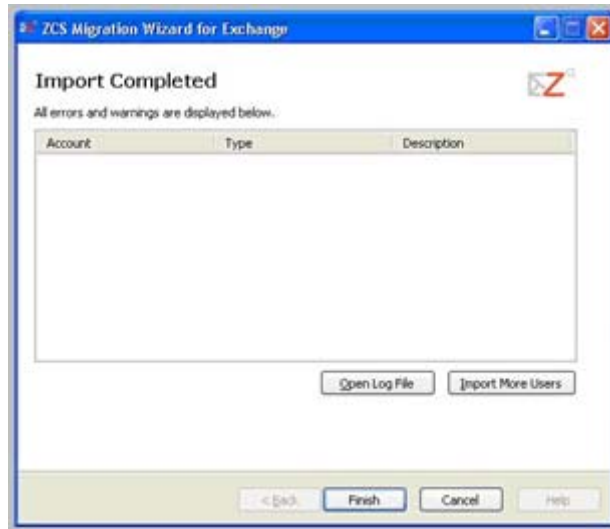 ZCS Migration Wizard for Exchange
Import Completed
Z
All errors and warnings are displayed below.
Account Type Description
Open Log File Import More Users
< Back Finish Cancel Help